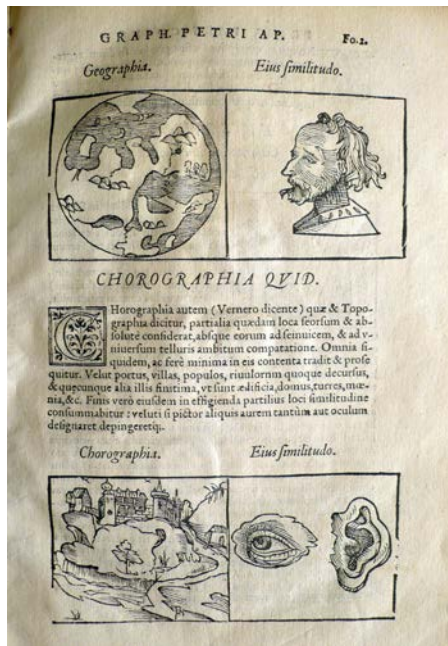 GRAPH. PETRI AP. Fo.2.
Geographia. Eius similitudo.
CHOROGRAPHIA QVID.
CHorographia autem (Vernero dicente) quæ & Topo-
graphia dicitur, partialia quædam loca seorsum & ab-
soluté considerat, absque eorum ad seinuicem, & ad v-
niuersum telluris ambitum comparatione. Omnia si-
quidem, ac ferè minima in eis contenta tradit & prose
quitur. Velut portus, villas, populos, riuulorum quoque decursus,
& quęcunque alia illis finitima, vt sunt ædificia, domus, turres, mœ-
nia, &c. Finis verò eiusdem in effigienda partilius loci similitudine
consummabitur: veluti si pictor aliquis aurem tantùm aut oculum
designaret depingeretq́;.
Chorographia. Eius similitudo.